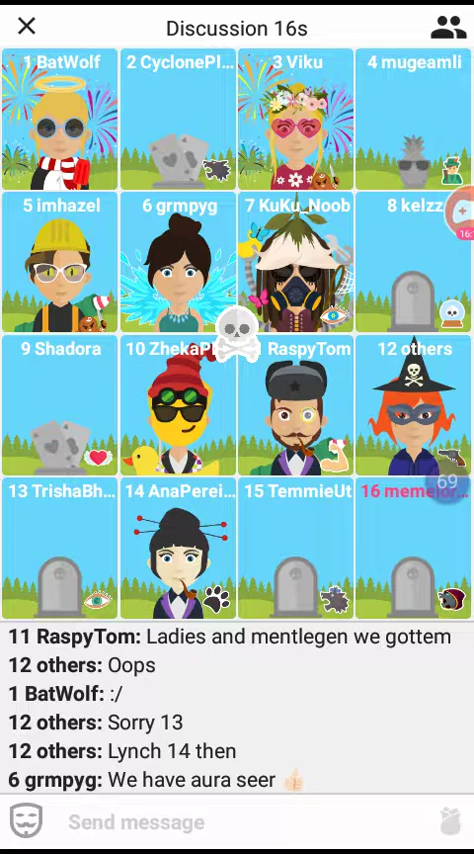 Discussion 16s
1 BatWolf
2 CyclonePl...
3 Viku
4 mugeamli
5 imhazel
6 grmpyg
7 KuKu_Noob
8 kelzz
16:
9 Shadora
10 ZhekaPl
RaspyTom
12 others
69
13 TrishaBh...
14 AnaPerei...
15 TemmieUt
11 RaspyTom: Ladies and mentlegen we gottem
12 others: Oops
1 BatWolf: :/
12 others: Sorry 13
12 others: Lynch 14 then
6 grmpyg: We have aura seer 👍🏻
Send message